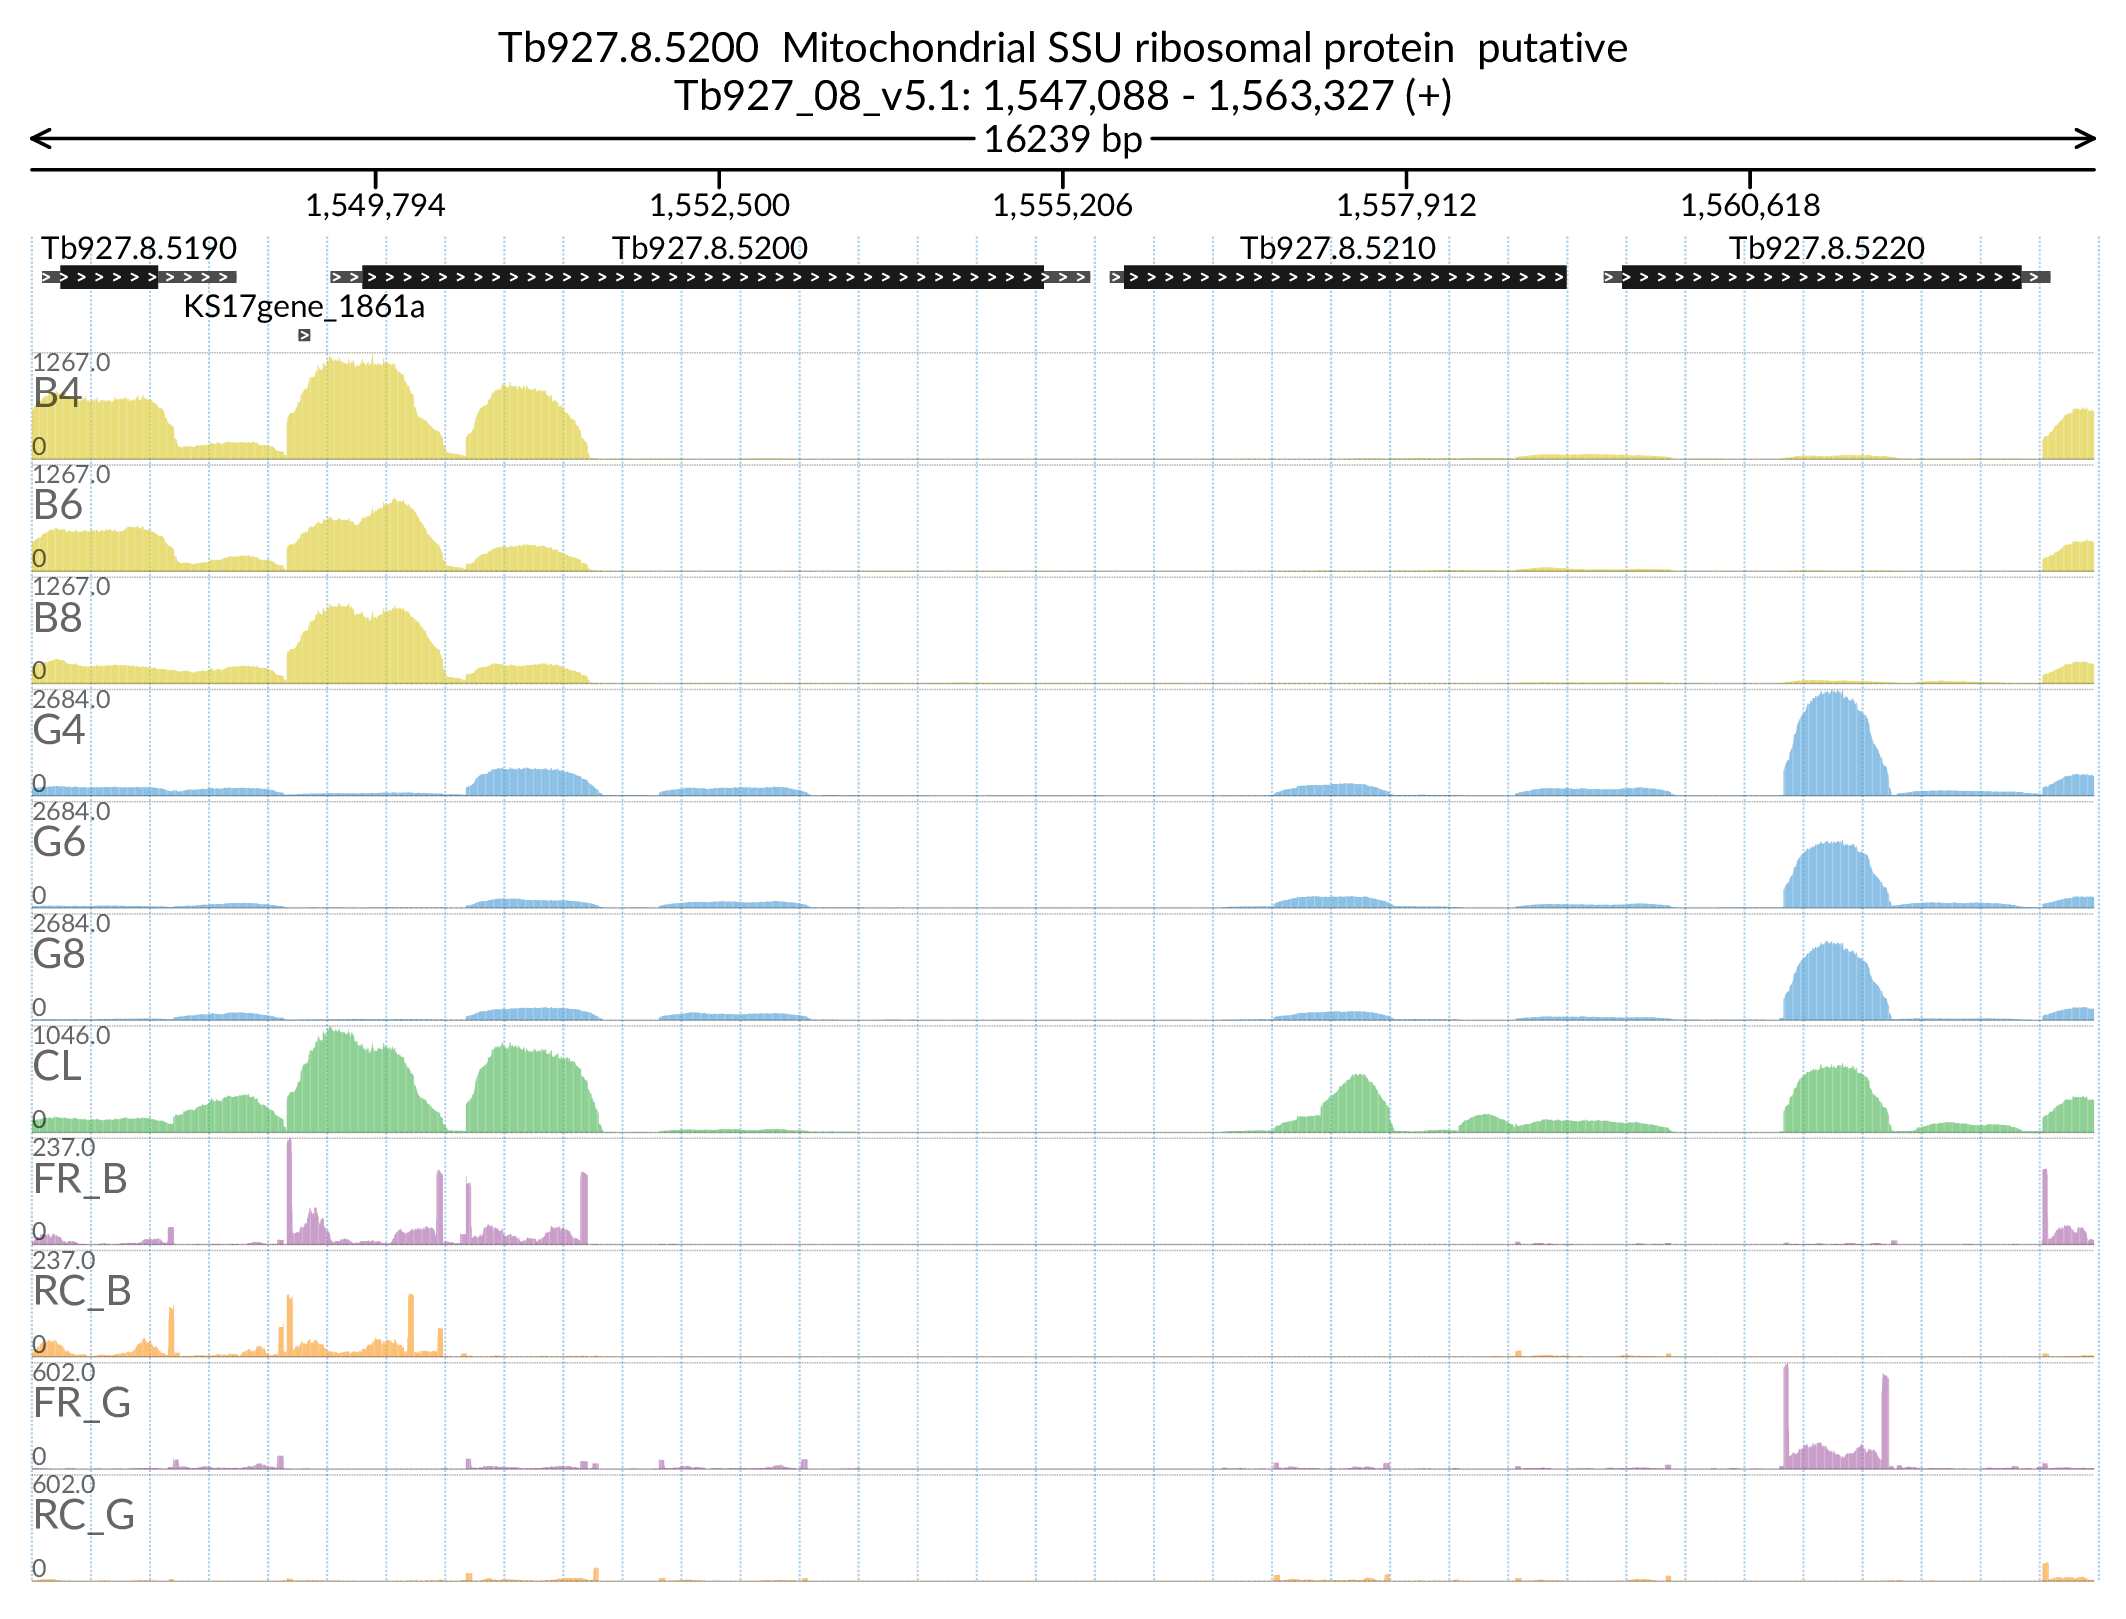 Tb927.8.5200  Mitochondrial SSU ribosomal protein  putative
Tb927_08_v5.1: 1,547,088 - 1,563,327 (+)
16239 bp
1,549,794 1,552,500 1,555,206 1,557,912 1,560,618
Tb927.8.5190 Tb927.8.5200 Tb927.8.5210 Tb927.8.5220
KS17gene_1861a
1267.0
B4
0
1267.0
B6
0
1267.0
B8
0
2684.0
G4
0
2684.0
G6
0
2684.0
G8
0
1046.0
CL
0
237.0
FR_B
0
237.0
RC_B
0
602.0
FR_G
0
602.0
RC_G
0